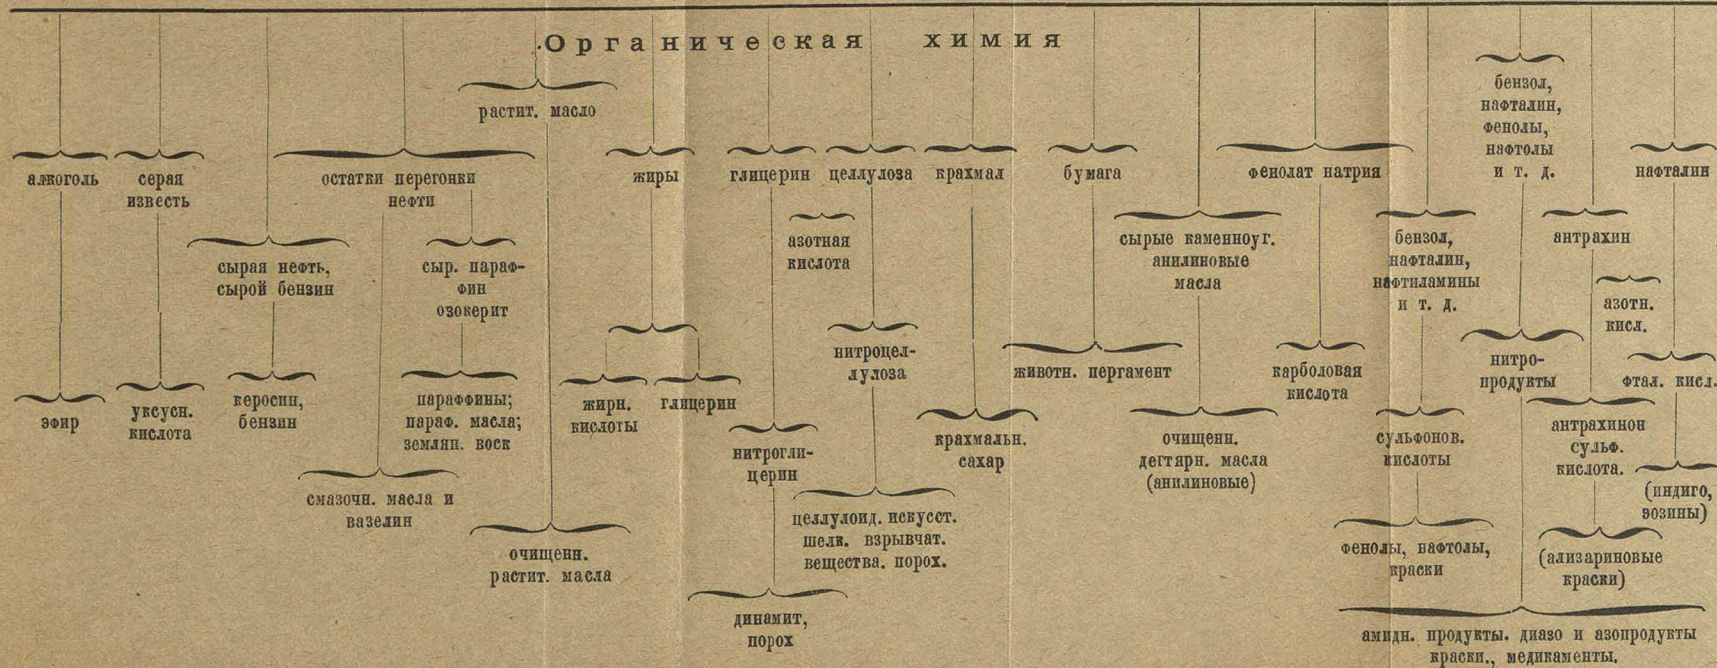 Органическая химия
растит. масло
алкоголь
серая
известь
остатки перегонки
нефти
жиры
глицерин
целлулоза
крахмал
бумага
фенолат натрия
бензол,
нафталин,
фенолы,
нафтолы
и т. д.
нафталин
сырая нефть,
сырой бензин
сыр. параф-
фин
озокерит
азотная
кислота
сырые каменноуг.
анилиновые
масла
бензол,
нафталин,
нафтиламины
и т. д.
антрахин
азотн.
кисл.
нитроцел-
лулоза
животн. пергамент
карболовая
кислота
нитро-
продукты
фтал. кисл.
эфир
уксусн.
кислота
керосин,
бензин
параффины;
параф. масла;
землян. воск
жирн.
кислоты
глицерин
нитрогли-
церин
крахмальн.
сахар
очищенн.
дегтярн. масла
(анилиновые)
сульфонов.
кислоты
антрахинон
сульф.
кислота.
(индиго,
эозины)
смазочн. масла и
вазелин
очищенн.
растит. масла
целлулоид. искусст.
шелк. взрывчат.
вещества. порох.
фенолы, нафтолы,
краски
(ализариновые
краски)
динамит,
порох
амидн. продукты. диазо и азопродукты
краски., медикаменты.